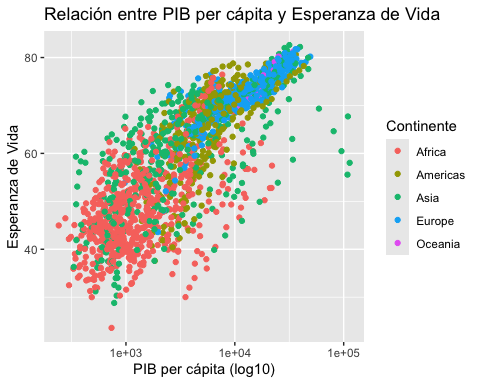 Relación entre PIB per cápita y Esperanza de Vida
Esperanza de Vida
80
60
40
1e+03
1e+04
1e+05
PIB per cápita (log10)
Continente
Africa
Americas
Asia
Europe
Oceania